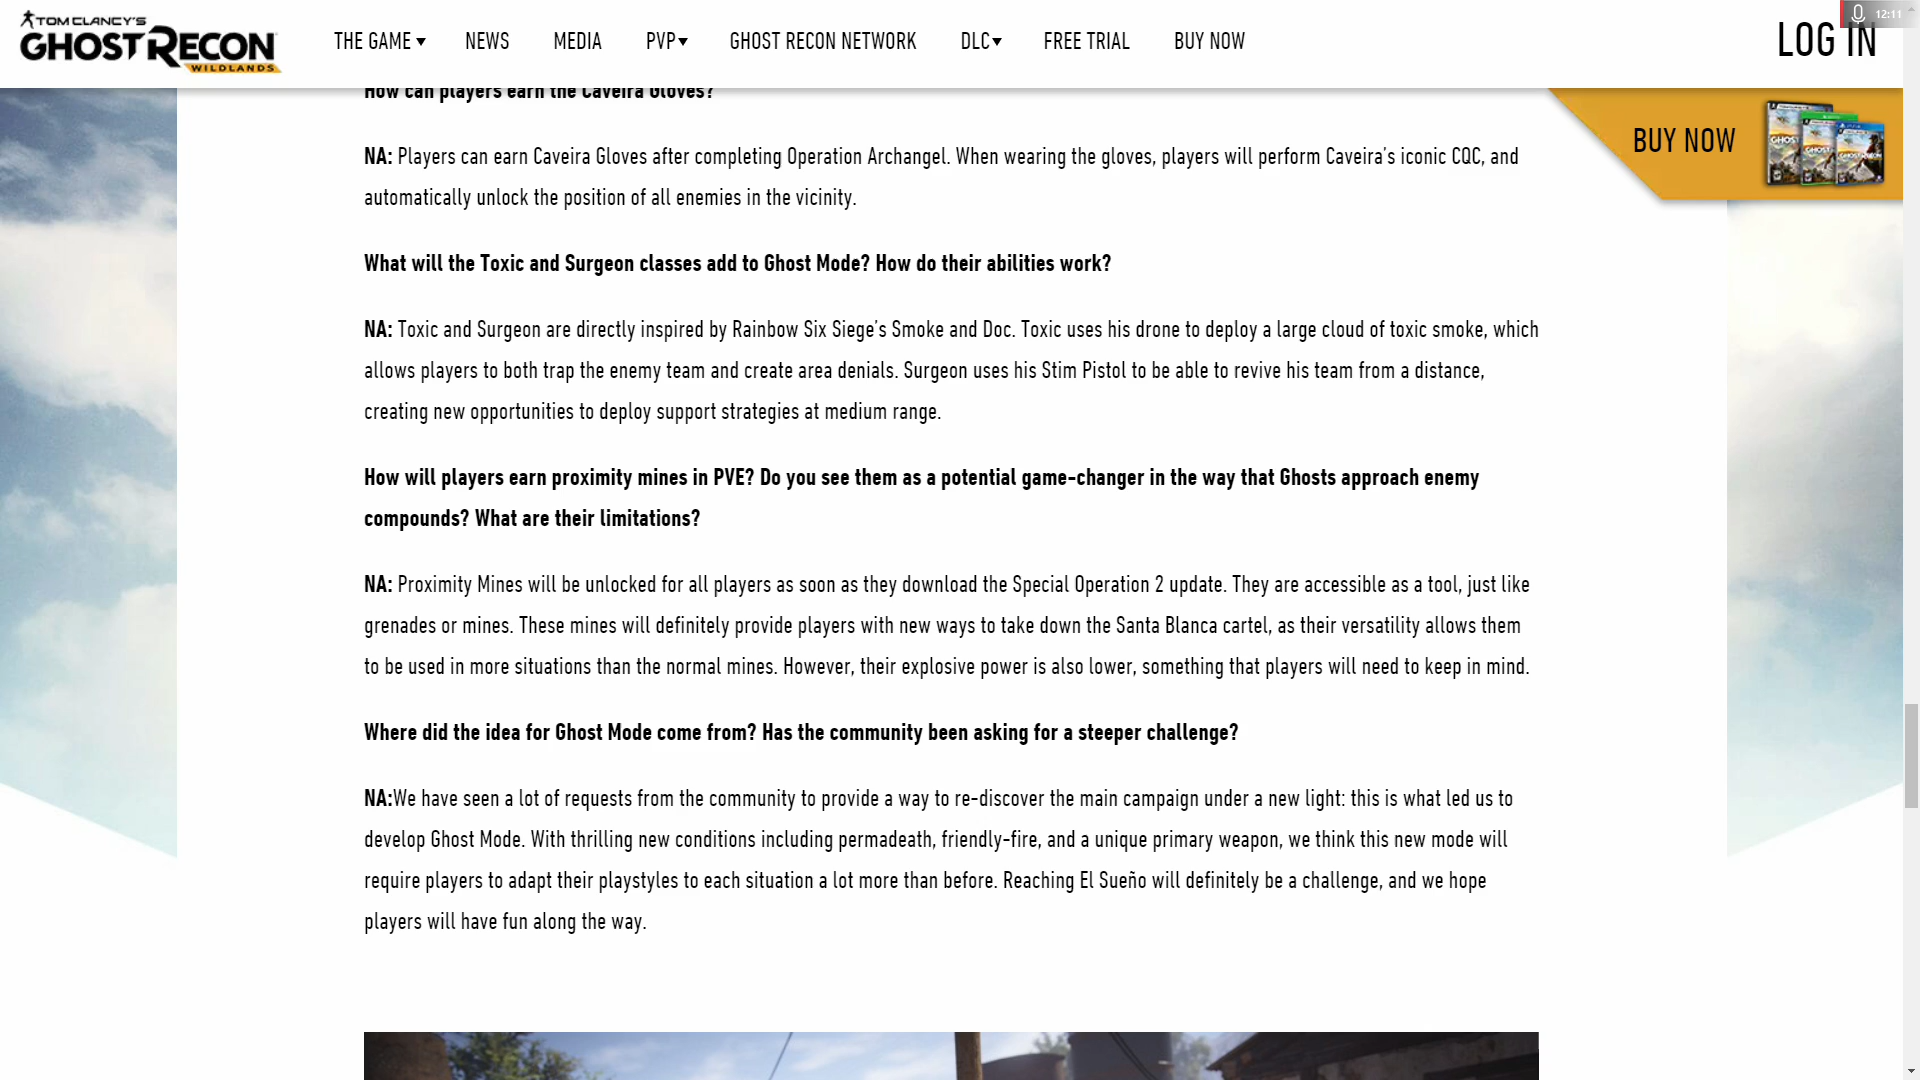 TOM CLANCY'S
GHOST RECON
WILDLANDS
THE GAME NEWS MEDIA PVP GHOST RECON NETWORK DLC FREE TRIAL BUY NOW
12:11
LOG IN
How can players earn the Caveira Gloves?
BUY NOW
NA: Players can earn Caveira Gloves after completing Operation Archangel. When wearing the gloves, players will perform Caveira's iconic CQC, and
automatically unlock the position of all enemies in the vicinity.
What will the Toxic and Surgeon classes add to Ghost Mode? How do their abilities work?
NA: Toxic and Surgeon are directly inspired by Rainbow Six Siege's Smoke and Doc. Toxic uses his drone to deploy a large cloud of toxic smoke, which
allows players to both trap the enemy team and create area denials. Surgeon uses his Stim Pistol to be able to revive his team from a distance,
creating new opportunities to deploy support strategies at medium range.
How will players earn proximity mines in PVE? Do you see them as a potential game-changer in the way that Ghosts approach enemy
compounds? What are their limitations?
NA: Proximity Mines will be unlocked for all players as soon as they download the Special Operation 2 update. They are accessible as a tool, just like
grenades or mines. These mines will definitely provide players with new ways to take down the Santa Blanca cartel, as their versatility allows them
to be used in more situations than the normal mines. However, their explosive power is also lower, something that players will need to keep in mind.
Where did the idea for Ghost Mode come from? Has the community been asking for a steeper challenge?
NA:We have seen a lot of requests from the community to provide a way to re-discover the main campaign under a new light: this is what led us to
develop Ghost Mode. With thrilling new conditions including permadeath, friendly-fire, and a unique primary weapon, we think this new mode will
require players to adapt their playstyles to each situation a lot more than before. Reaching El Sueño will definitely be a challenge, and we hope
players will have fun along the way.